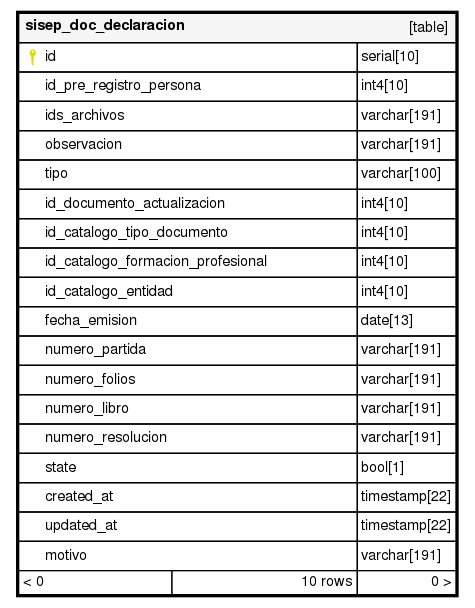 sisep_doc_declaracion [table]
id serial[10]
id_pre_registro_persona int4[10]
ids_archivos varchar[191]
observacion varchar[191]
tipo varchar[100]
id_documento_actualizacion int4[10]
id_catalogo_tipo_documento int4[10]
id_catalogo_formacion_profesional int4[10]
id_catalogo_entidad int4[10]
fecha_emision date[13]
numero_partida varchar[191]
numero_folios varchar[191]
numero_libro varchar[191]
numero_resolucion varchar[191]
state bool[1]
created_at timestamp[22]
updated_at timestamp[22]
motivo varchar[191]
< 0 10 rows 0 >